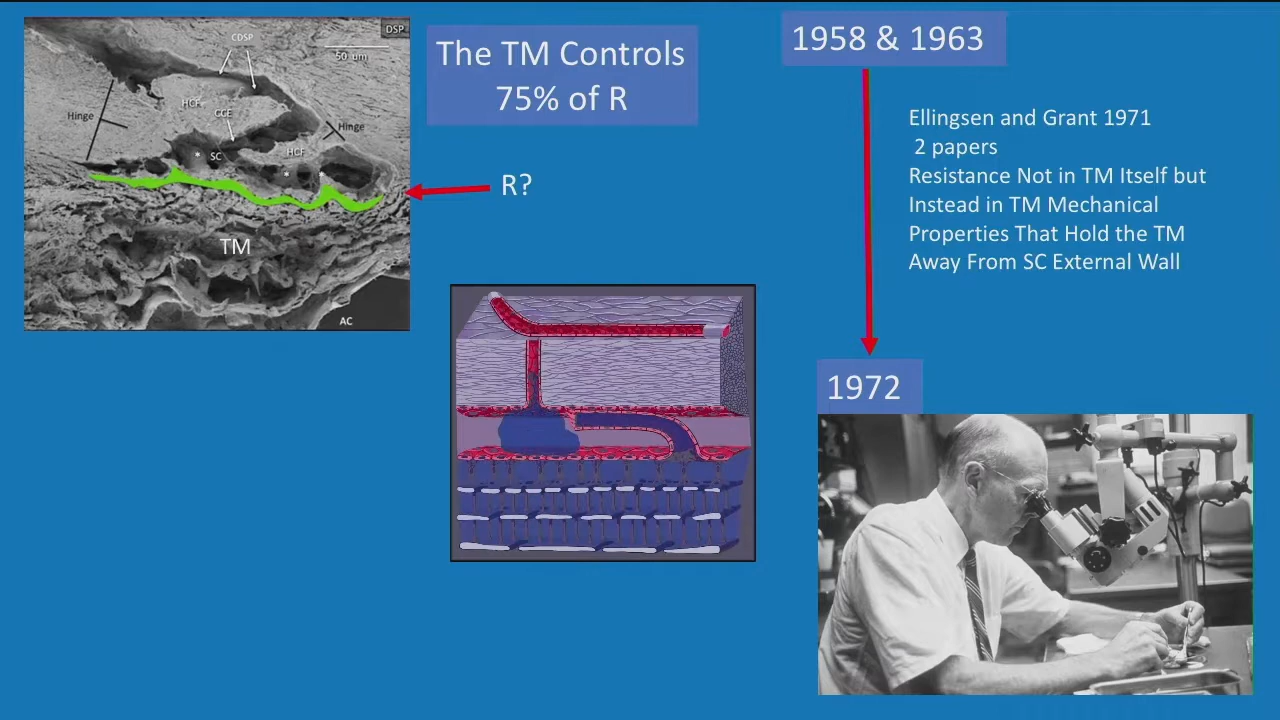 DSP
CDSP
50 um
HCF
CCE
Hinge
Hinge
* SC
HCF
* *
TM
AC
The TM Controls
75% of R
R?
1958 & 1963
Ellingsen and Grant 1971
2 papers
Resistance Not in TM Itself but
Instead in TM Mechanical
Properties That Hold the TM
Away From SC External Wall
1972